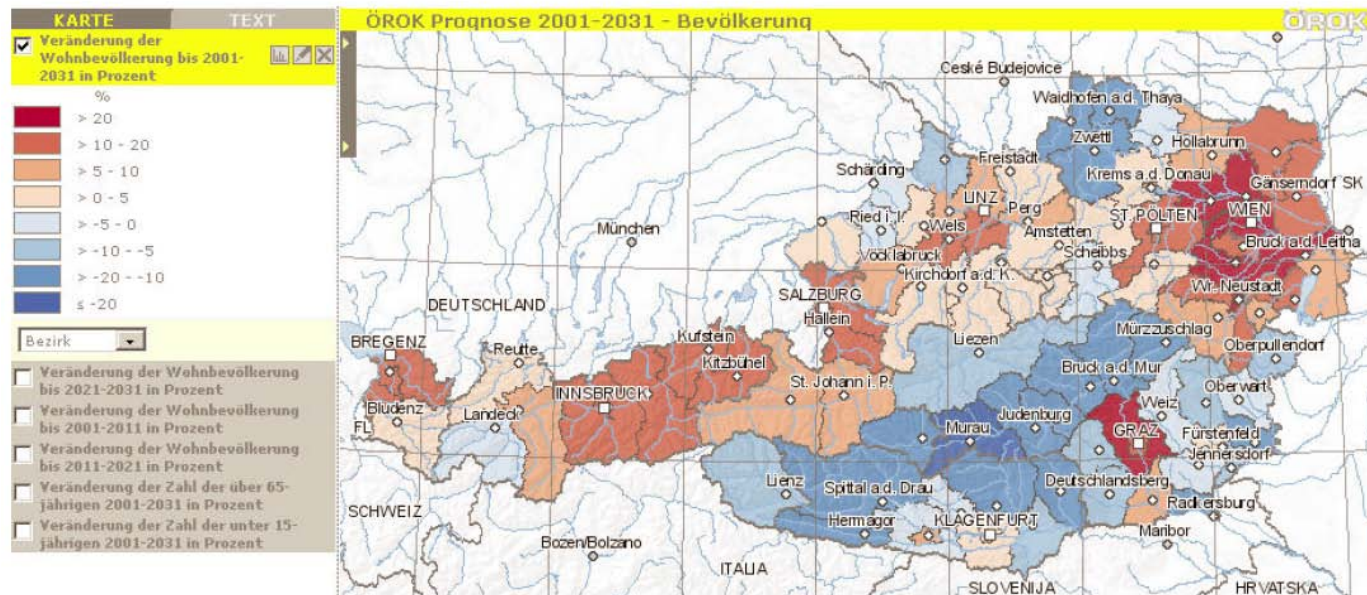 KARTE
TEXT
ÖROK Prognose 2001-2031 - Bevölkerung
ÖROK
Veränderung der
Wohnbevölkerung bis 2001-
2031 in Prozent
%
> 20
> 10 - 20
> 5 - 10
> 0 - 5
> -5 - 0
> -10 - -5
> -20 - -10
≤ -20
Bezirk
Veränderung der Wohnbevölkerung
bis 2021-2031 in Prozent
Veränderung der Wohnbevölkerung
bis 2001-2011 in Prozent
Veränderung der Wohnbevölkerung
bis 2011-2021 in Prozent
Veränderung der Zahl der über 65-
jährigen 2001-2031 in Prozent
Veränderung der Zahl der unter 15-
jährigen 2001-2031 in Prozent
Ceské Budejovice
Waidhofen a.d. Thaya
Zwettl
Hollabrunn
Freistadt
Schärding
Krems a.d. Donau
Gänserndorf SK
LINZ
Perg
Ried i. I.
Wels
ST. PÖLTEN
WIEN
München
Amstetten
Vöcklabruck
Scheibbs
Bruck a.d. Leitha
Kirchdorf a.d. K.
SALZBURG
Wr. Neustadt
DEUTSCHLAND
Hallein
Mürzzuschlag
BREGENZ
Reutte
Kufstein
Liezen
Oberpullendorf
Kitzbühel
Bruck a.d. Mur
St. Johann i. P.
Oberwart
INNSBRUCK
Bludenz
Landeck
Judenburg
Weiz
FL
Murau
GRAZ
Fürstenfeld
Jennersdorf
Lienz
Spittal a.d. Drau
Deutschlandsberg
Radkersburg
SCHWEIZ
Hermagor
KLAGENFURT
Maribor
Bozen/Bolzano
ITALIA
SLOVENIJA
HRVATSKA